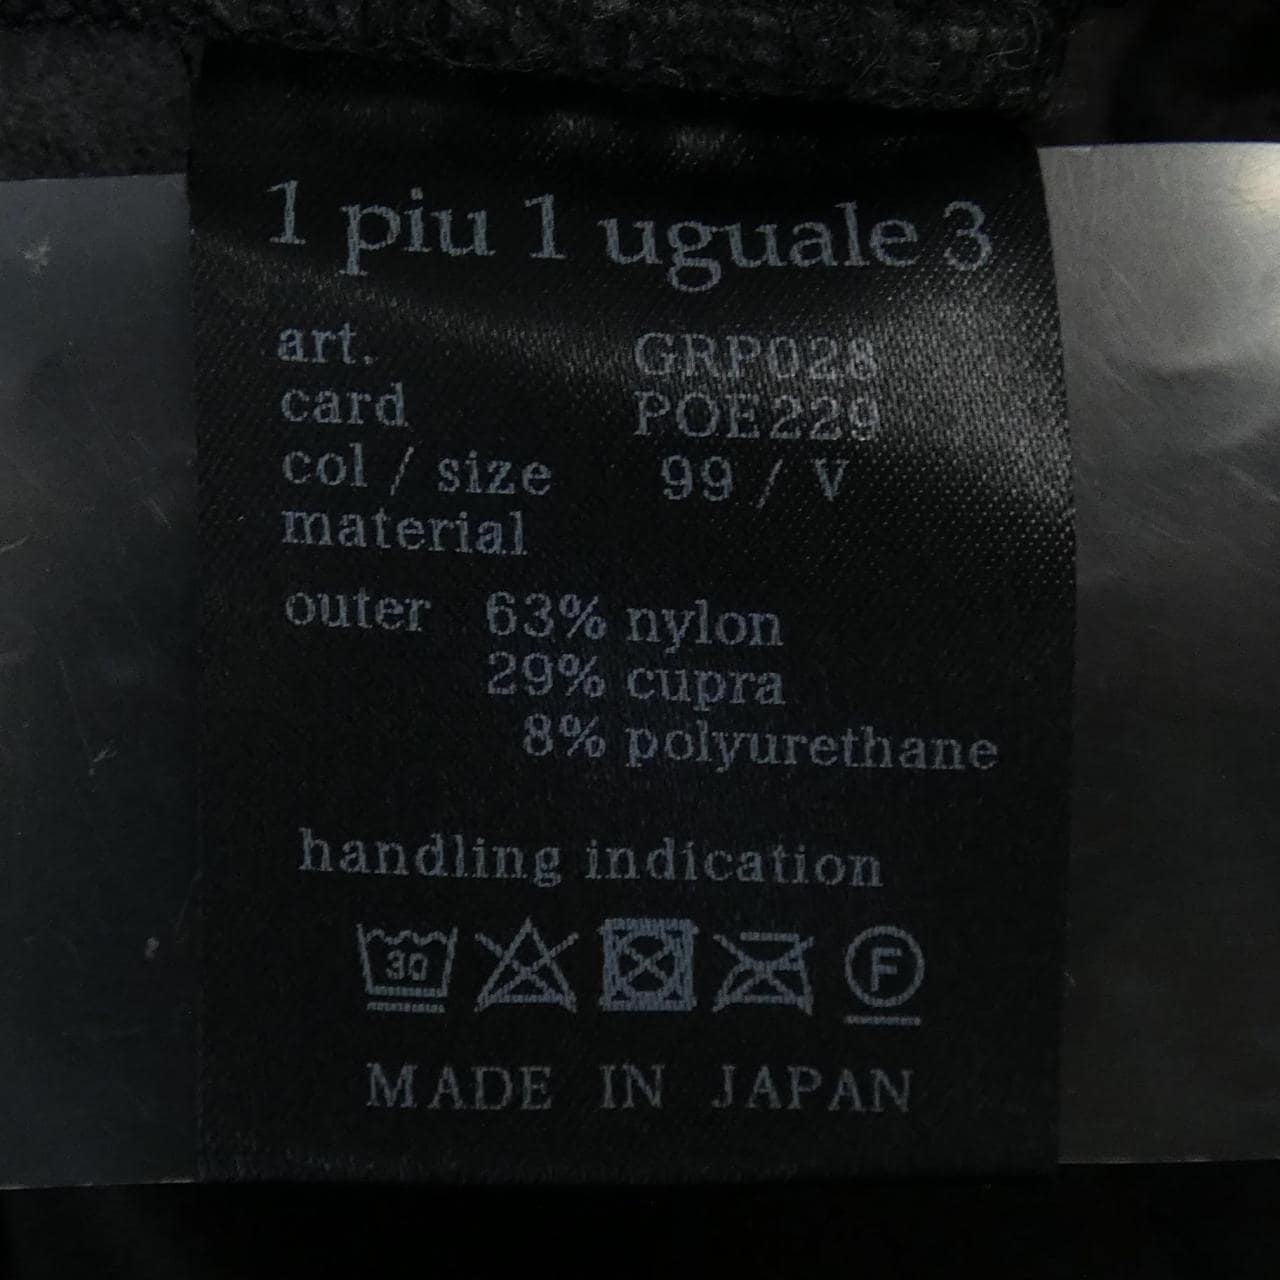 1 piu 1 uguale 3
art. GRP028
card POE229
col / size 99 / V
material
outer 63% nylon
29% cupra
8% polyurethane
handling indication
30 F
MADE IN JAPAN